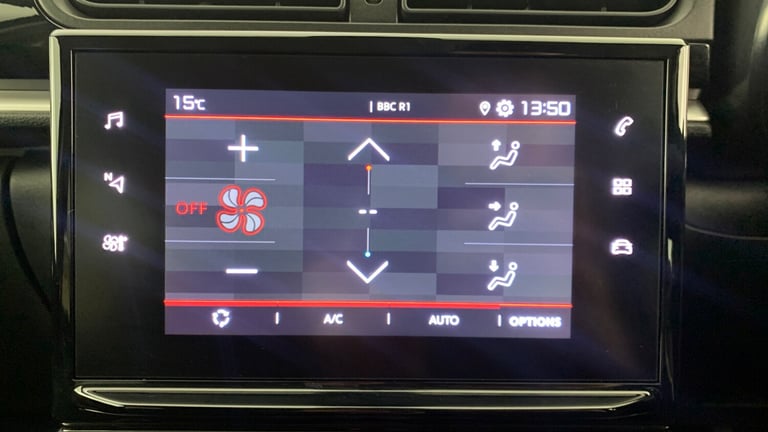 15°C
BBC R1
13:50
N
OFF
--
A/C
AUTO
OPTIONS